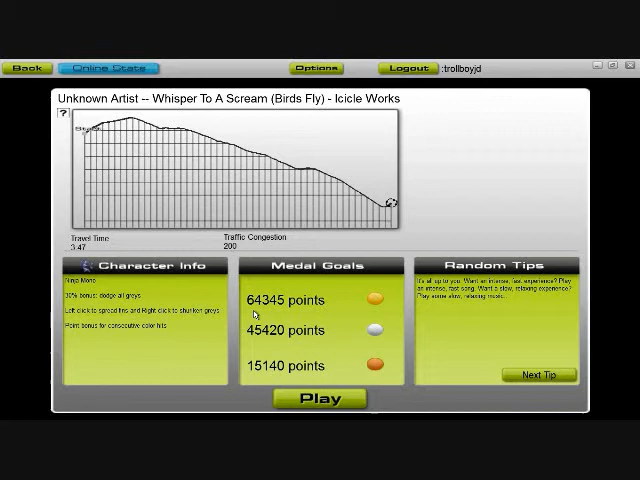 Back
Online Stats
Options
Logout
:trollboyjd
Unknown Artist -- Whisper To A Scream (Birds Fly) - Icicle Works
?
Travel Time
3.47
Traffic Congestion
200
Character Info
Ninja Mono
30% bonus: dodge all greys
Left click to spread fins and Right click to shunken greys
Point bonus for consecutive color hits
Medal Goals
64345 points
45420 points
15140 points
Random Tips
It's all up to you. Want an intense, fast experience? Play
an intense, fast song. Want a slow, relaxing experience?
Play some slow, relaxing music.
Next Tip
Play